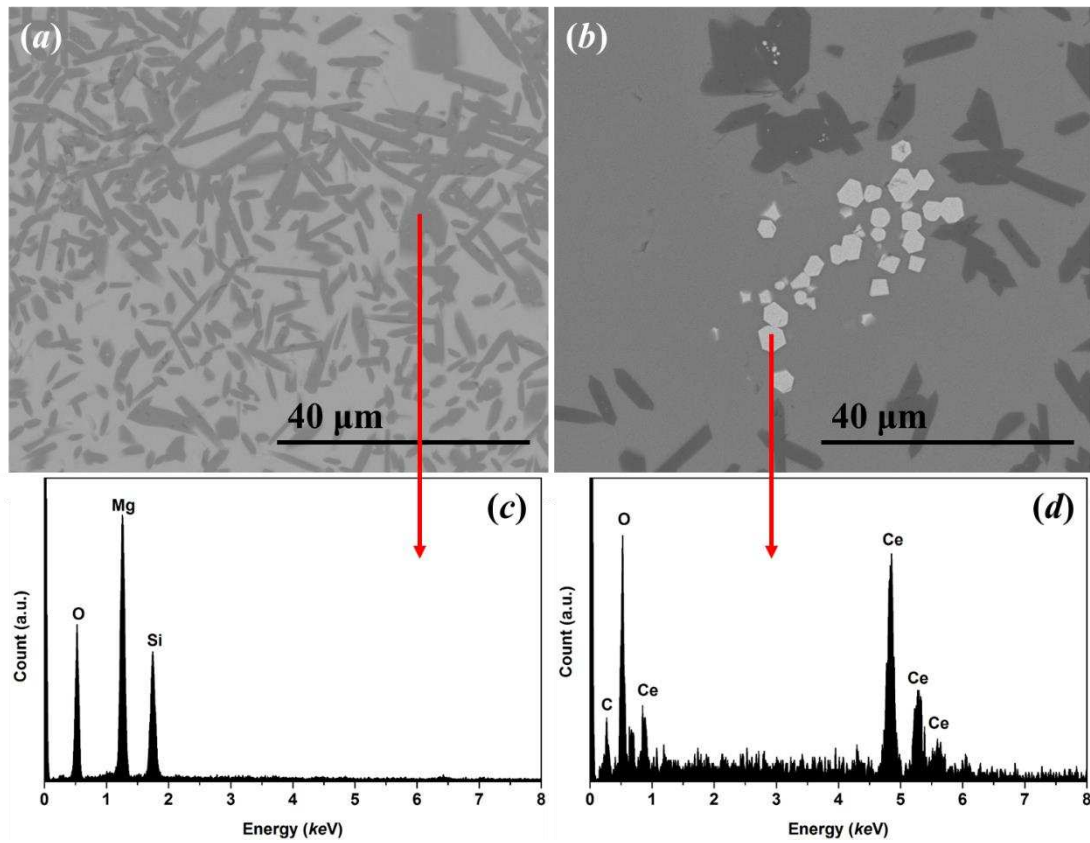 (a)
(b)
40 μm
40 μm
(c)
Mg
O
Si
Count (a.u.)
0 1 2 3 4 5 6 7 8
Energy (keV)
(d)
O
Ce
C
Ce
Ce
Ce
Count (a.u.)
0 1 2 3 4 5 6 7 8
Energy (keV)